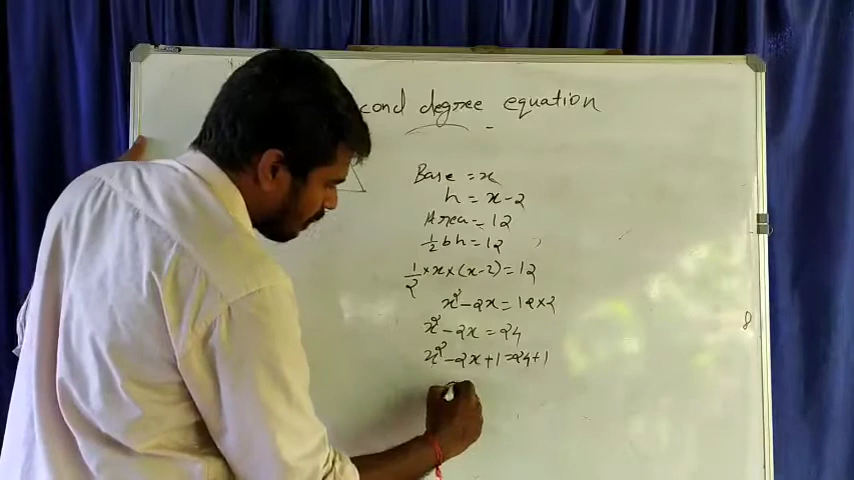 cond degree equation
Base = x
h = x-2
Area = 12
½ b h = 12
½ × x × (x-2) = 12
x² - 2x = 12×2
x² - 2x = 24
x² - 2x + 1 = 24+1
8